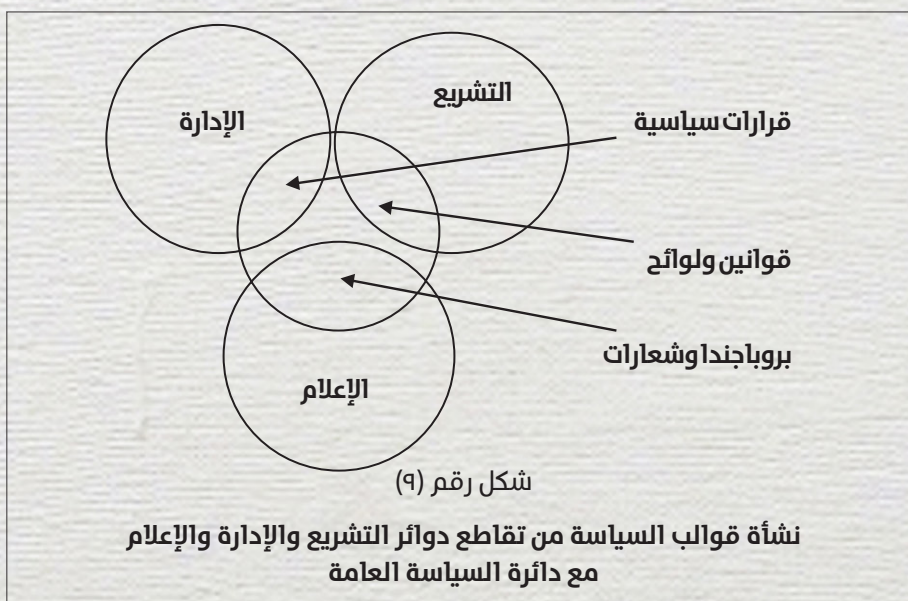 التشريع
الإدارة
قرارات سياسية
قوانين ولوائح
بروباجندا وشعارات
الإعلام
شكل رقم (٩)
نشأة قوالب السياسة من تقاطع دوائر التشريع والإدارة والإعلام
مع دائرة السياسة العامة